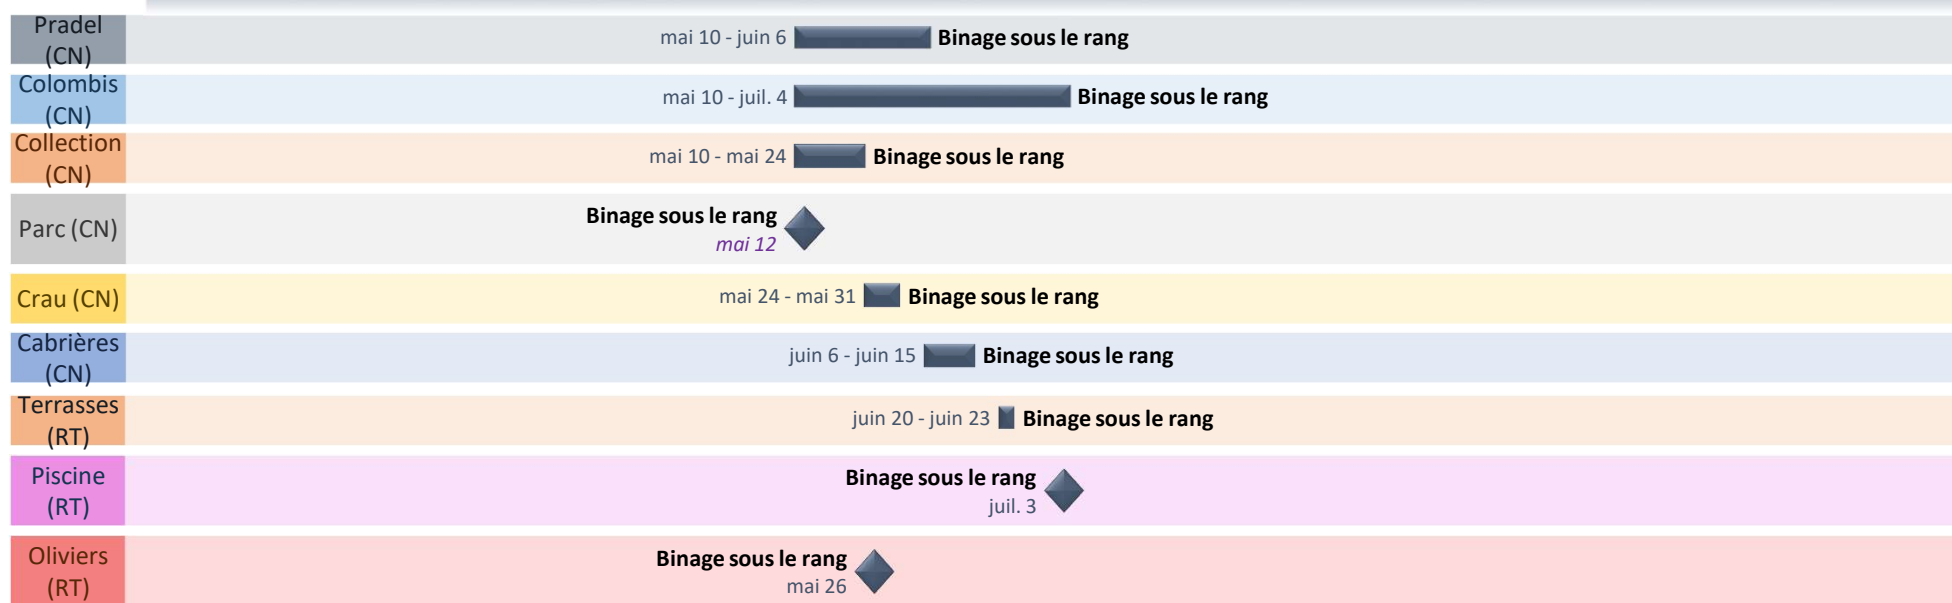 Pradel
(CN)
mai 10 - juin 6 Binage sous le rang
Colombis
(CN)
mai 10 - juil. 4 Binage sous le rang
Collection
(CN)
mai 10 - mai 24 Binage sous le rang
Parc (CN)
Binage sous le rang
mai 12
Crau (CN)
mai 24 - mai 31 Binage sous le rang
Cabrières
(CN)
juin 6 - juin 15 Binage sous le rang
Terrasses
(RT)
juin 20 - juin 23 Binage sous le rang
Piscine
(RT)
Binage sous le rang
juil. 3
Oliviers
(RT)
Binage sous le rang
mai 26